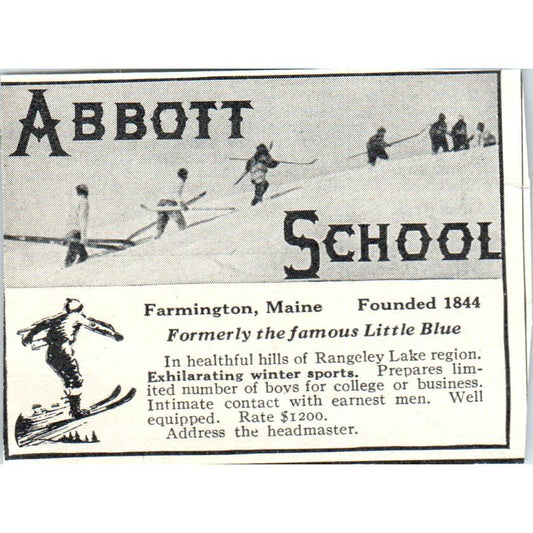 ABBOTT
SCHOOL
Farmington, Maine Founded 1844
Formerly the famous Little Blue
In healthful hills of Rangeley Lake region.
Exhilarating winter sports. Prepares lim-
ited number of boys for college or business.
Intimate contact with earnest men. Well
equipped. Rate $1200.
Address the headmaster.